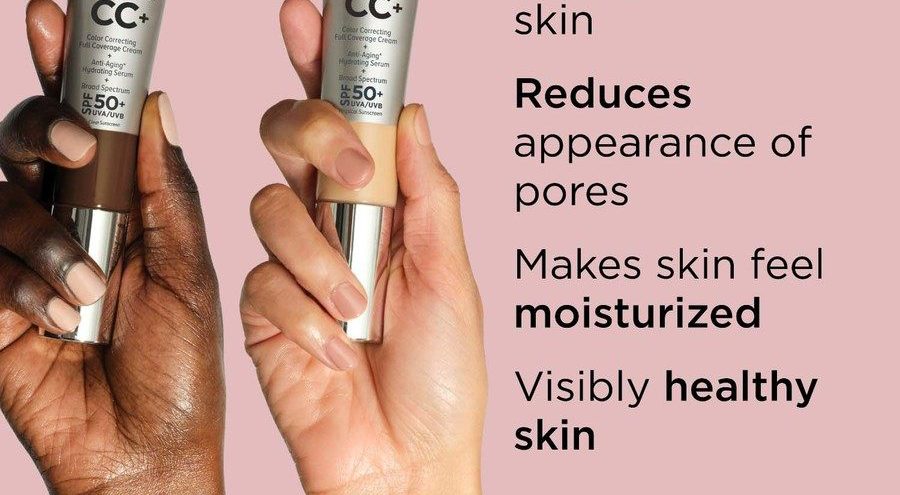 CC+
Color Correcting
Full Coverage Cream
+
Anti-Aging*
Hydrating Serum
+
Broad Spectrum
SPF 50+
UVA/UVB
CC+
Color Correcting
Full Coverage Cream
+
Anti-Aging*
Hydrating Serum
+
Broad Spectrum
SPF 50+
UVA/UVB
Physical Sunscreen
skin
Reduces
appearance of
pores
Makes skin feel
moisturized
Visibly healthy
skin